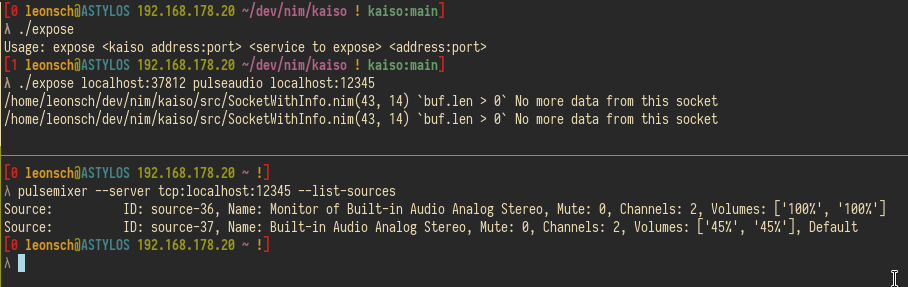 [0 leonsch@ASTYLOS 192.168.178.20 ~/dev/nim/kaiso ! kaiso:main]
λ ./expose
Usage: expose <kaiso address:port> <service to expose> <address:port>
[1 leonsch@ASTYLOS 192.168.178.20 ~/dev/nim/kaiso ! kaiso:main]
λ ./expose localhost:37812 pulseaudio localhost:12345
/home/leonsch/dev/nim/kaiso/src/SocketWithInfo.nim(43, 14) `buf.len > 0` No more data from this socket
/home/leonsch/dev/nim/kaiso/src/SocketWithInfo.nim(43, 14) `buf.len > 0` No more data from this socket
[0 leonsch@ASTYLOS 192.168.178.20 ~ !]
λ pulsemixer --server tcp:localhost:12345 --list-sources
Source:         ID: source-36, Name: Monitor of Built-in Audio Analog Stereo, Mute: 0, Channels: 2, Volumes: ['100%', '100%']
Source:         ID: source-37, Name: Built-in Audio Analog Stereo, Mute: 0, Channels: 2, Volumes: ['45%', '45%'], Default
[0 leonsch@ASTYLOS 192.168.178.20 ~ !]
λ